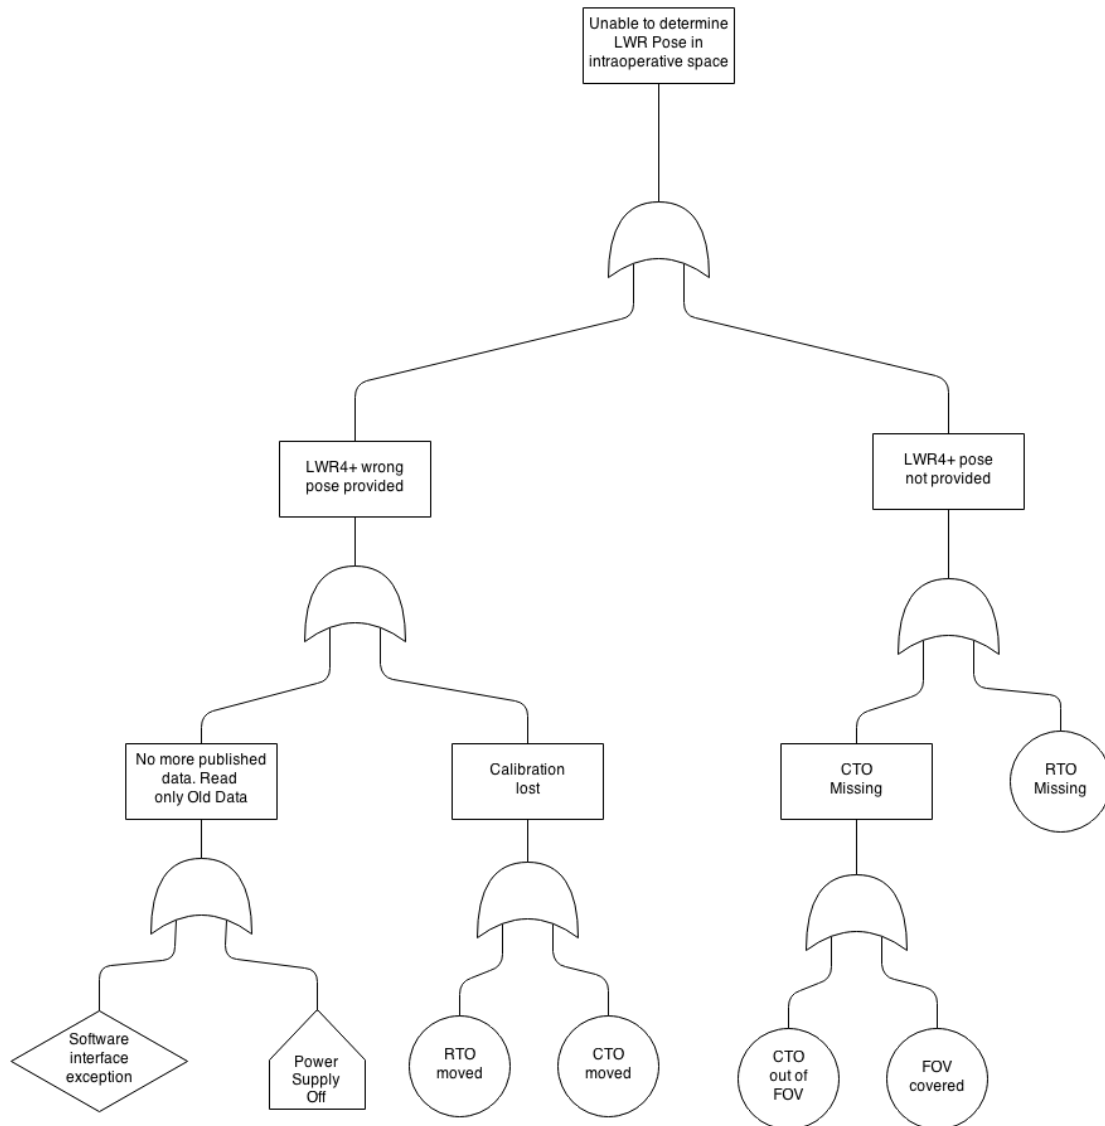 Unable to determine
LWR Pose in
intraoperative space
LWR4+ wrong
pose provided
LWR4+ pose
not provided
No more published
data. Read
only Old Data
Calibration
lost
CTO
Missing
RTO
Missing
Software
interface
exception
Power
Supply
Off
RTO
moved
CTO
moved
CTO
out of
FOV
FOV
covered